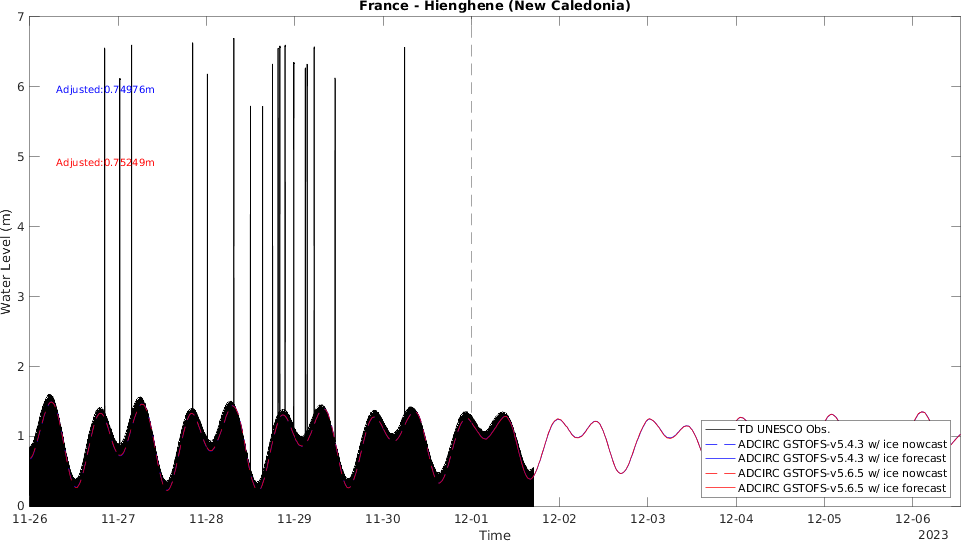 France - Hienghene (New Caledonia)
7
6
5
4
3
2
1
0
Water Level (m)
Adjusted:0.74976m
Adjusted:0.75249m
TD UNESCO Obs.
ADCIRC GSTOFS-v5.4.3 w/ ice nowcast
ADCIRC GSTOFS-v5.4.3 w/ ice forecast
ADCIRC GSTOFS-v5.6.5 w/ ice nowcast
ADCIRC GSTOFS-v5.6.5 w/ ice forecast
11-26 11-27 11-28 11-29 11-30 12-01 12-02 12-03 12-04 12-05 12-06
Time
2023